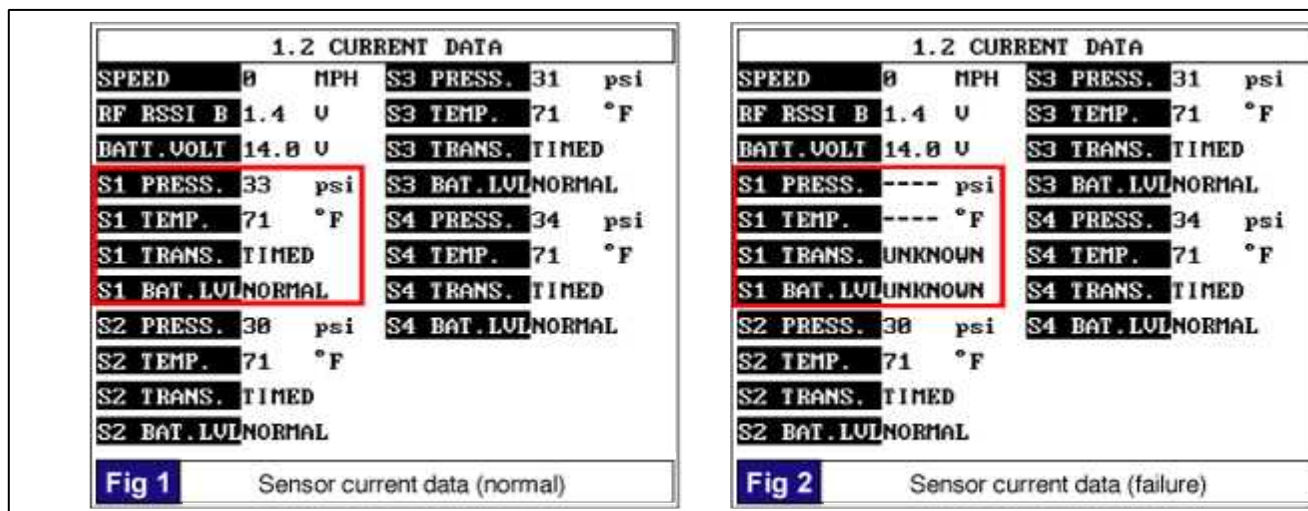 1.2 CURRENT DATA
SPEED 0 MPH S3 PRESS. 31 psi
RF RSSI B 1.4 V S3 TEMP. 71 °F
BATT.VOLT 14.0 V S3 TRANS. TIMED
S1 PRESS. 33 psi S3 BAT.LVL NORMAL
S1 TEMP. 71 °F S4 PRESS. 34 psi
S1 TRANS. TIMED S4 TEMP. 71 °F
S1 BAT.LVL NORMAL S4 TRANS. TIMED
S2 PRESS. 30 psi S4 BAT.LVL NORMAL
S2 TEMP. 71 °F
S2 TRANS. TIMED
S2 BAT.LVL NORMAL
Fig 1 Sensor current data (normal)
1.2 CURRENT DATA
SPEED 0 MPH S3 PRESS. 31 psi
RF RSSI B 1.4 V S3 TEMP. 71 °F
BATT.VOLT 14.0 V S3 TRANS. TIMED
S1 PRESS. ---- psi S3 BAT.LVL NORMAL
S1 TEMP. ---- °F S4 PRESS. 34 psi
S1 TRANS. UNKNOWN S4 TEMP. 71 °F
S1 BAT.LVL UNKNOWN S4 TRANS. TIMED
S2 PRESS. 30 psi S4 BAT.LVL NORMAL
S2 TEMP. 71 °F
S2 TRANS. TIMED
S2 BAT.LVL NORMAL
Fig 2 Sensor current data (failure)